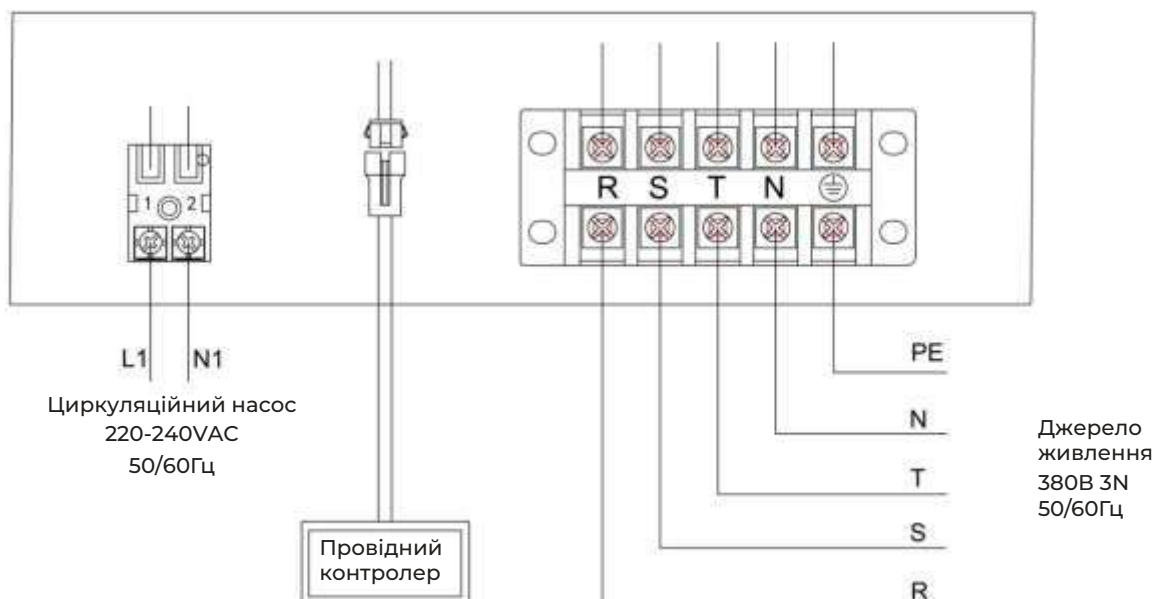 R S T N
1 2
L1 N1
Циркуляційний насос
220-240VAC
50/60Гц
Провідний
контролер
PE
N
T
S
R
Джерело
живлення
380В 3N
50/60Гц